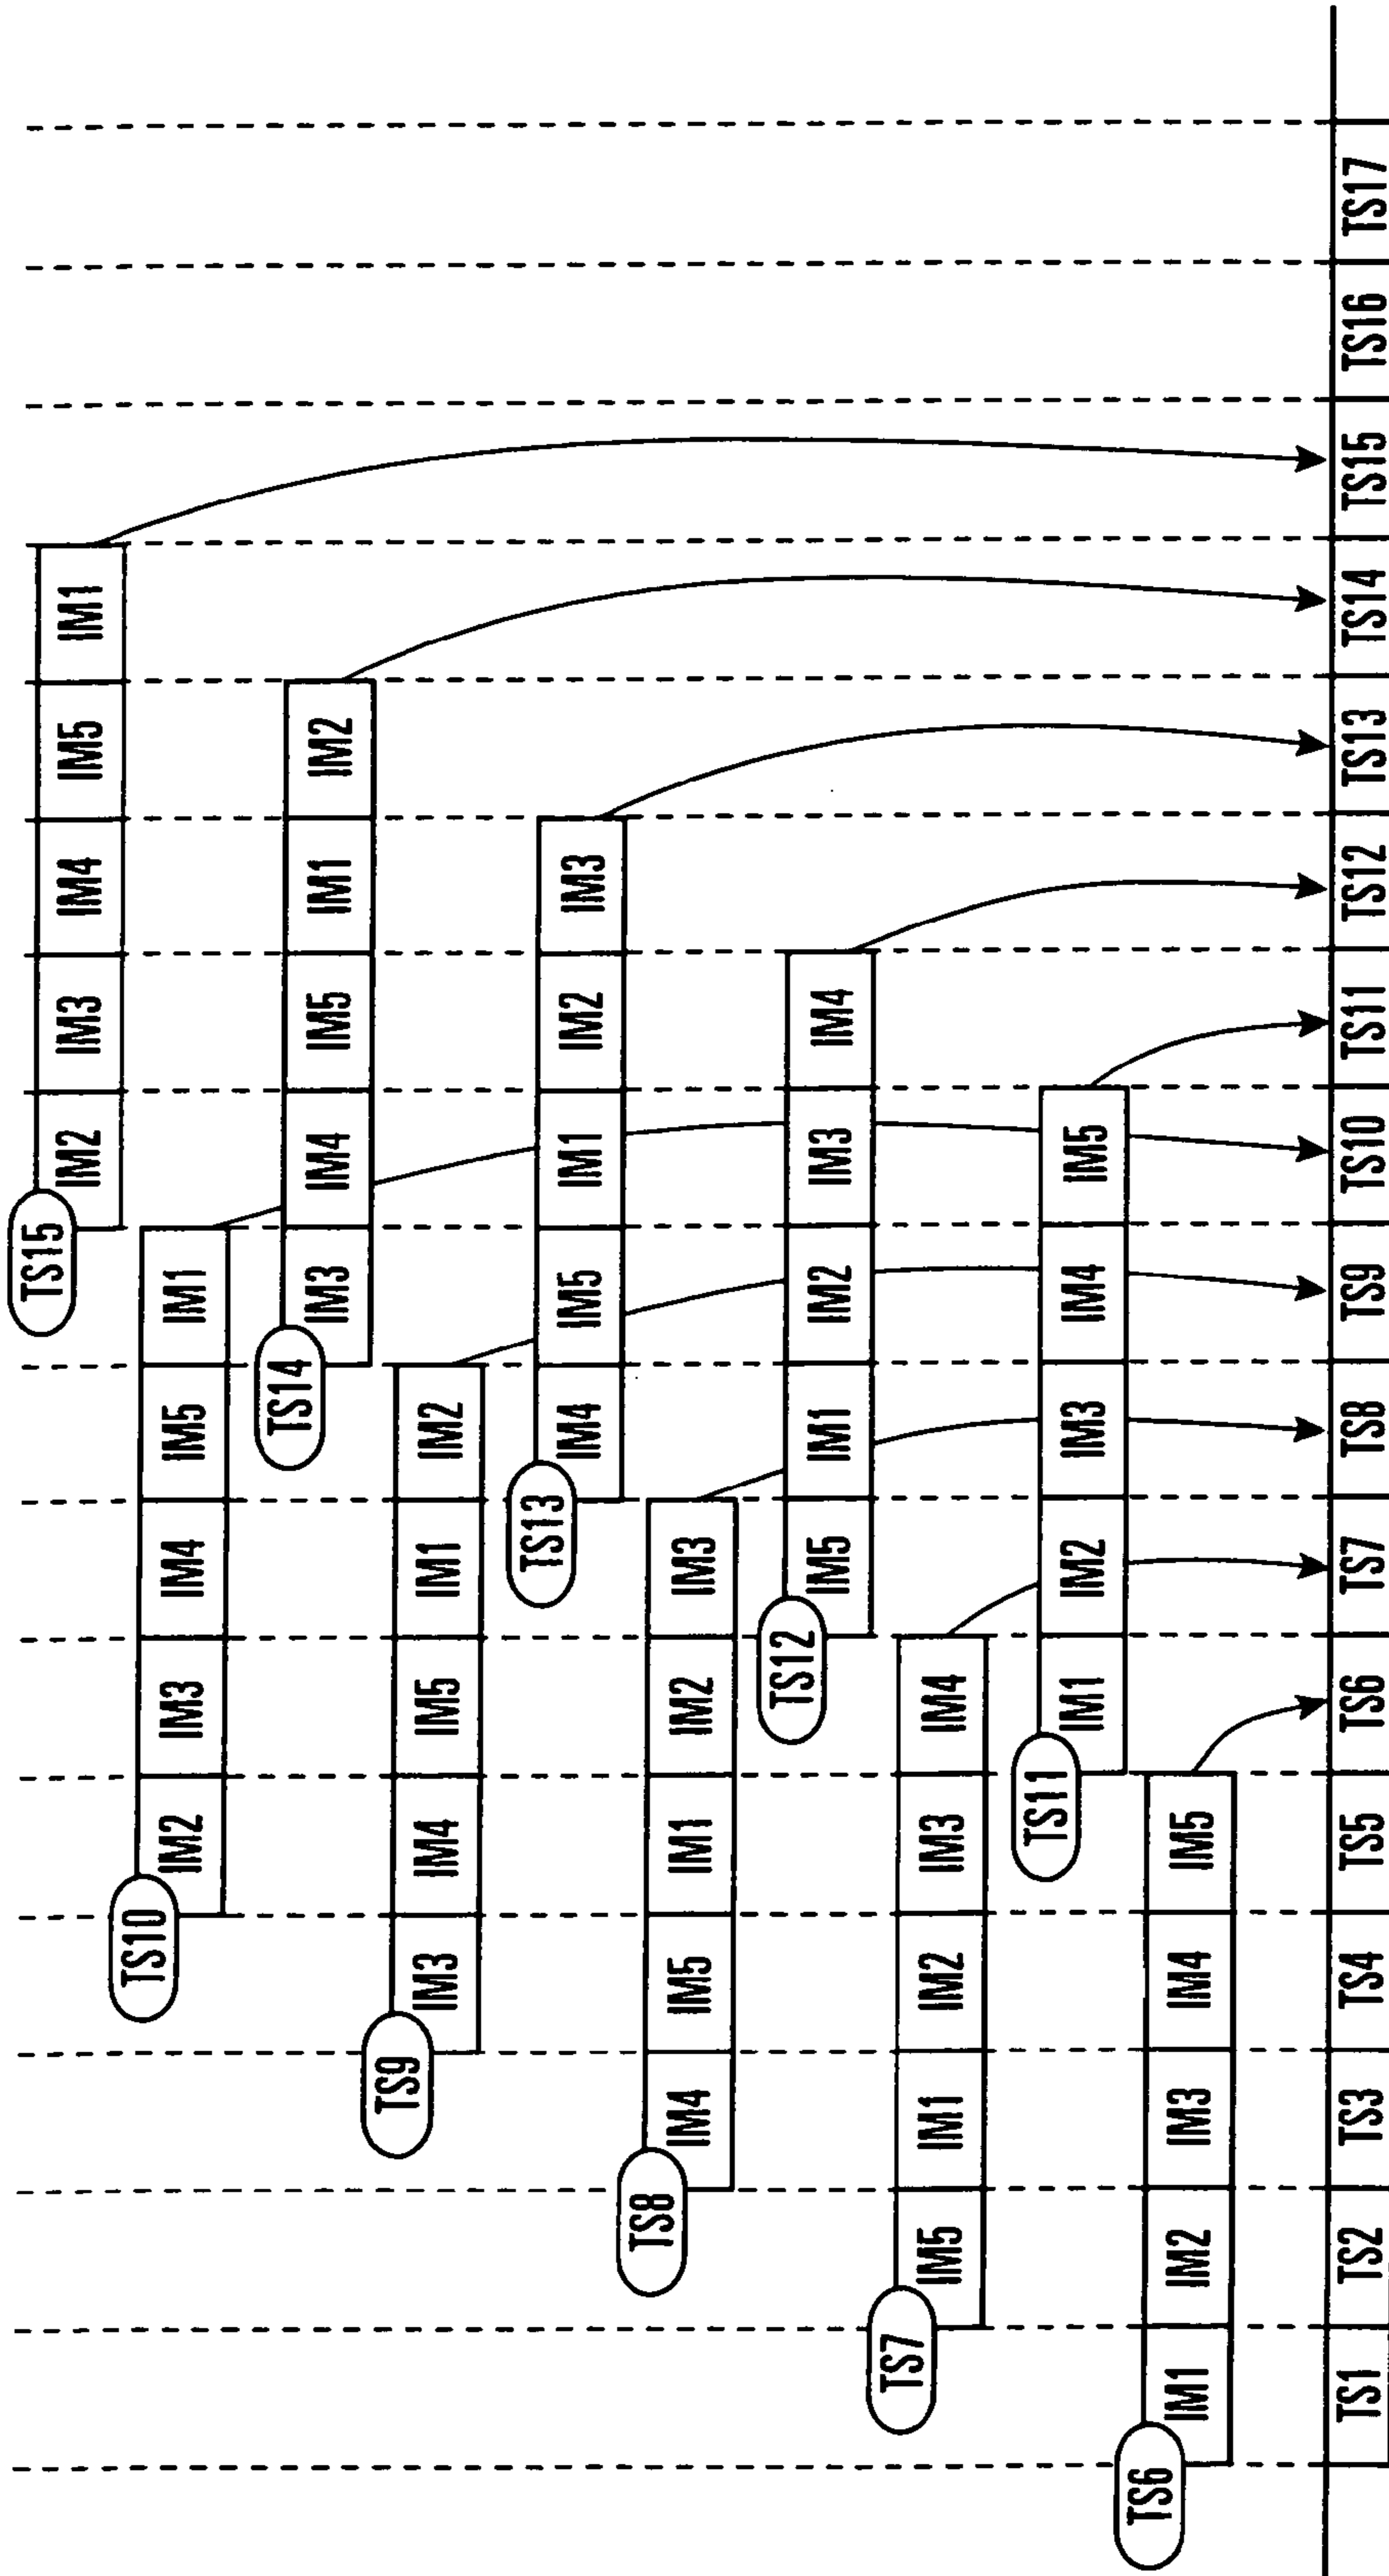 TS15
IM2 IM3 IM4 IM5 IM1
TS10
IM2 IM3 IM4 IM5 IM1
TS14
IM3 IM4 IM5 IM1 IM2
TS9
IM3 IM4 IM5 IM1 IM2
TS13
IM4 IM5 IM1 IM2 IM3
TS8
IM4 IM5 IM1 IM2 IM3
TS12
IM5 IM1 IM2 IM3 IM4
TS7
IM5 IM1 IM2 IM3 IM4
TS11
IM1 IM2 IM3 IM4 IM5
TS6
IM1 IM2 IM3 IM4 IM5
TS1 TS2 TS3 TS4 TS5 TS6 TS7 TS8 TS9 TS10 TS11 TS12 TS13 TS14 TS15 TS16 TS17